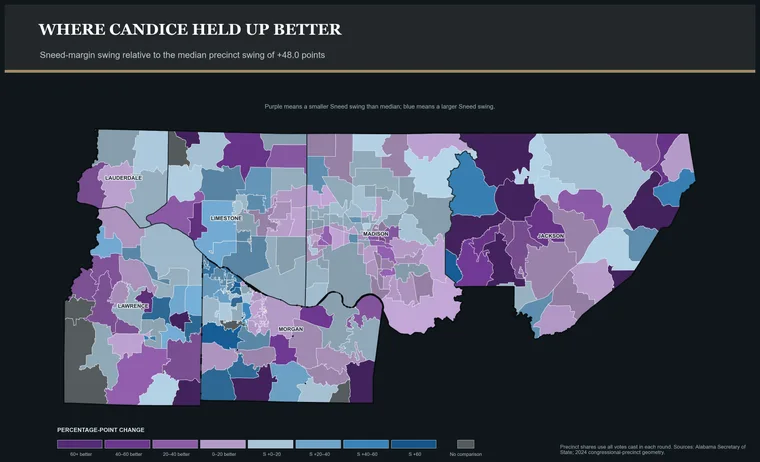 WHERE CANDICE HELD UP BETTER
Sneed-margin swing relative to the median precinct swing of +48.0 points
Purple means a smaller Sneed swing than median; blue means a larger Sneed swing.
LAUDERDALE
LIMESTONE
MADISON
JACKSON
LAWRENCE
MORGAN
PERCENTAGE-POINT CHANGE
60+ better
40–60 better
20–40 better
0–20 better
S +0–20
S +20–40
S +40–60
S +60
No comparison
Precinct shares use all votes cast in each round. Sources: Alabama Secretary of
State; 2024 congressional-precinct geometry.